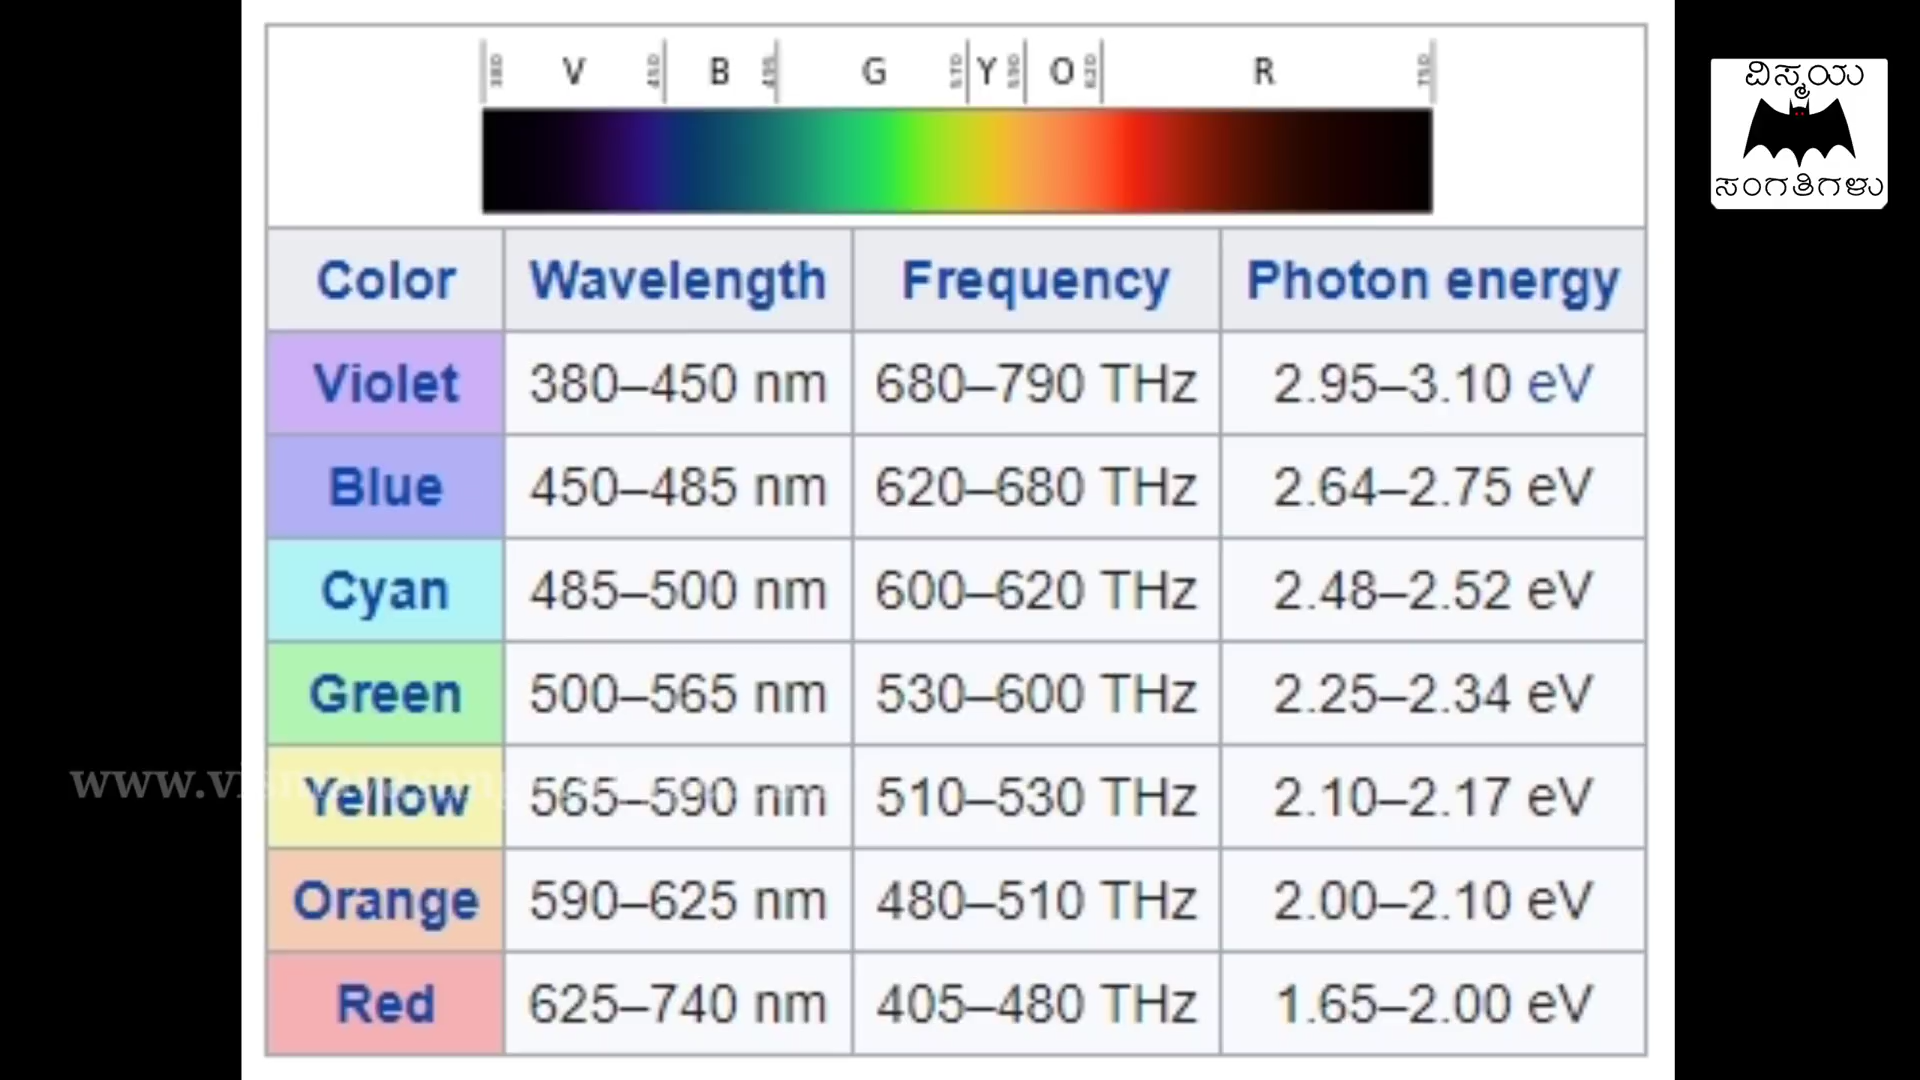 V B G Y O R
ವಿಸ್ಮಯ
ಸಂಗತಿಗಳು
Color Wavelength Frequency Photon energy
Violet 380–450 nm 680–790 THz 2.95–3.10 eV
Blue 450–485 nm 620–680 THz 2.64–2.75 eV
Cyan 485–500 nm 600–620 THz 2.48–2.52 eV
Green 500–565 nm 530–600 THz 2.25–2.34 eV
Yellow 565–590 nm 510–530 THz 2.10–2.17 eV
Orange 590–625 nm 480–510 THz 2.00–2.10 eV
Red 625–740 nm 405–480 THz 1.65–2.00 eV